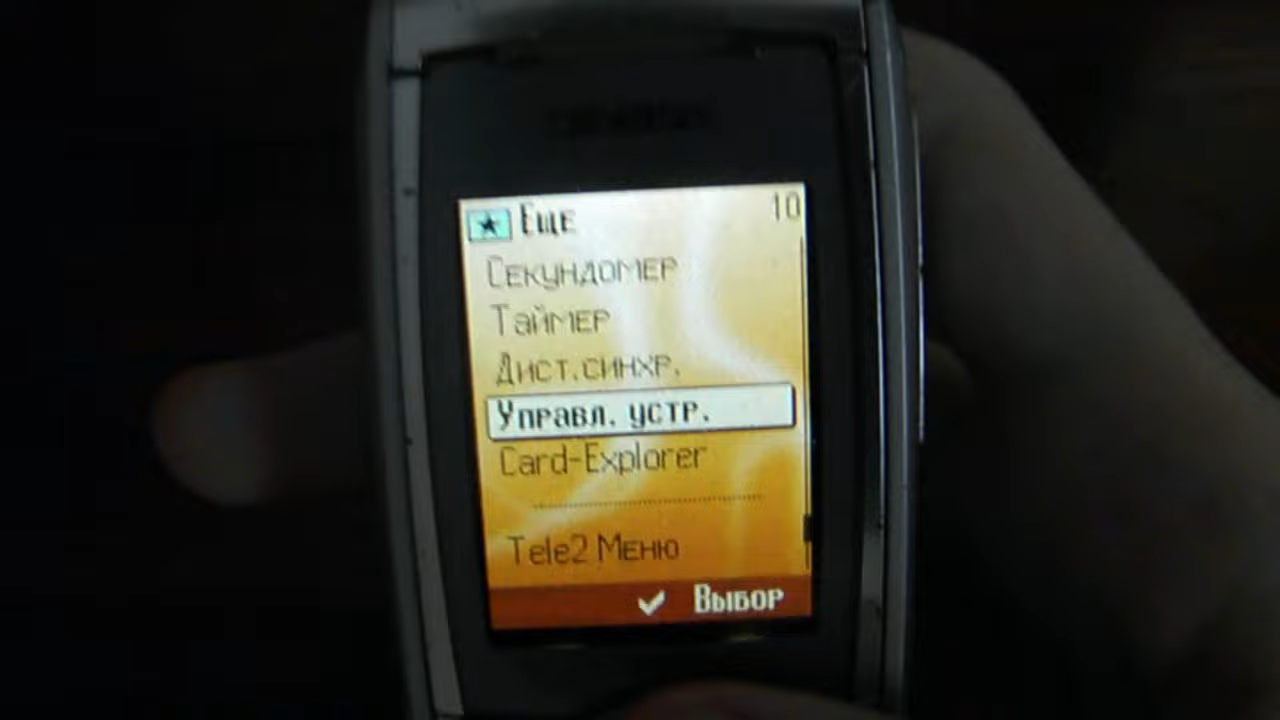 Еще 10
Секундомер
Таймер
Дист.синхр.
Управл. устр.
Card-Explorer
Tele2 Меню
Выбор